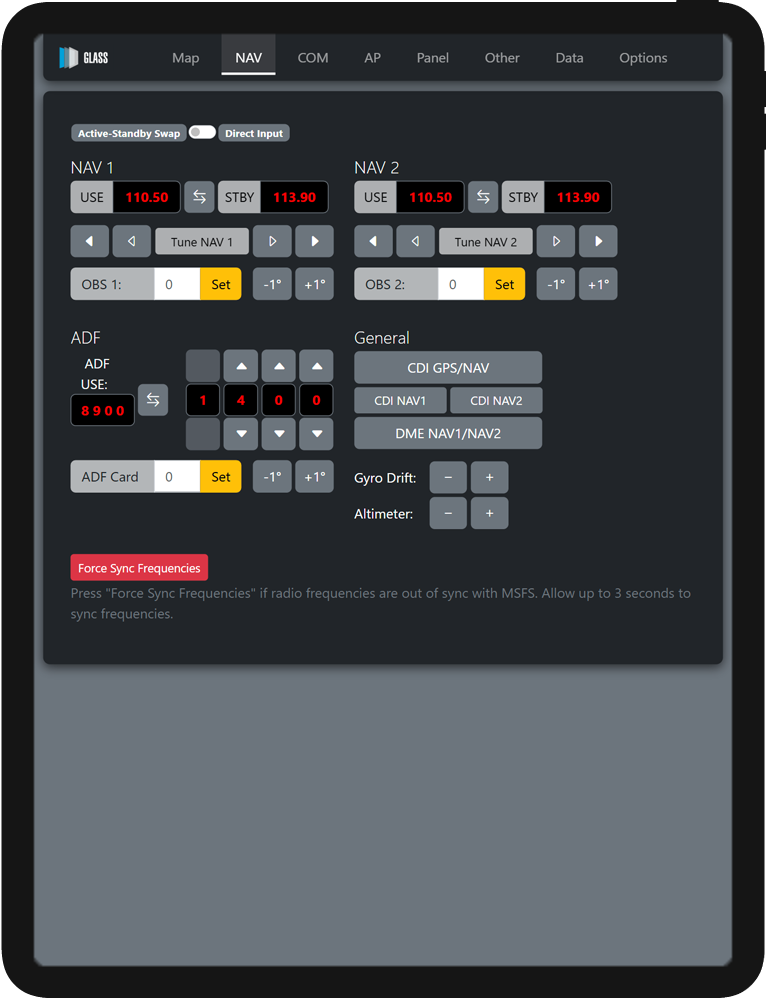 GLASS Map NAV COM AP Panel Other Data Options
Active-Standby Swap Direct Input
NAV 1 NAV 2
USE 110.50 STBY 113.90 USE 110.50 STBY 113.90
Tune NAV 1 Tune NAV 2
OBS 1: 0 Set -1° +1° OBS 2: 0 Set -1° +1°
ADF General
ADF
USE:
8900
1 4 0 0
ADF Card 0 Set -1° +1°
CDI GPS/NAV
CDI NAV1 CDI NAV2
DME NAV1/NAV2
Gyro Drift: − +
Altimeter: − +
Force Sync Frequencies
Press "Force Sync Frequencies" if radio frequencies are out of sync with MSFS. Allow up to 3 seconds to
sync frequencies.